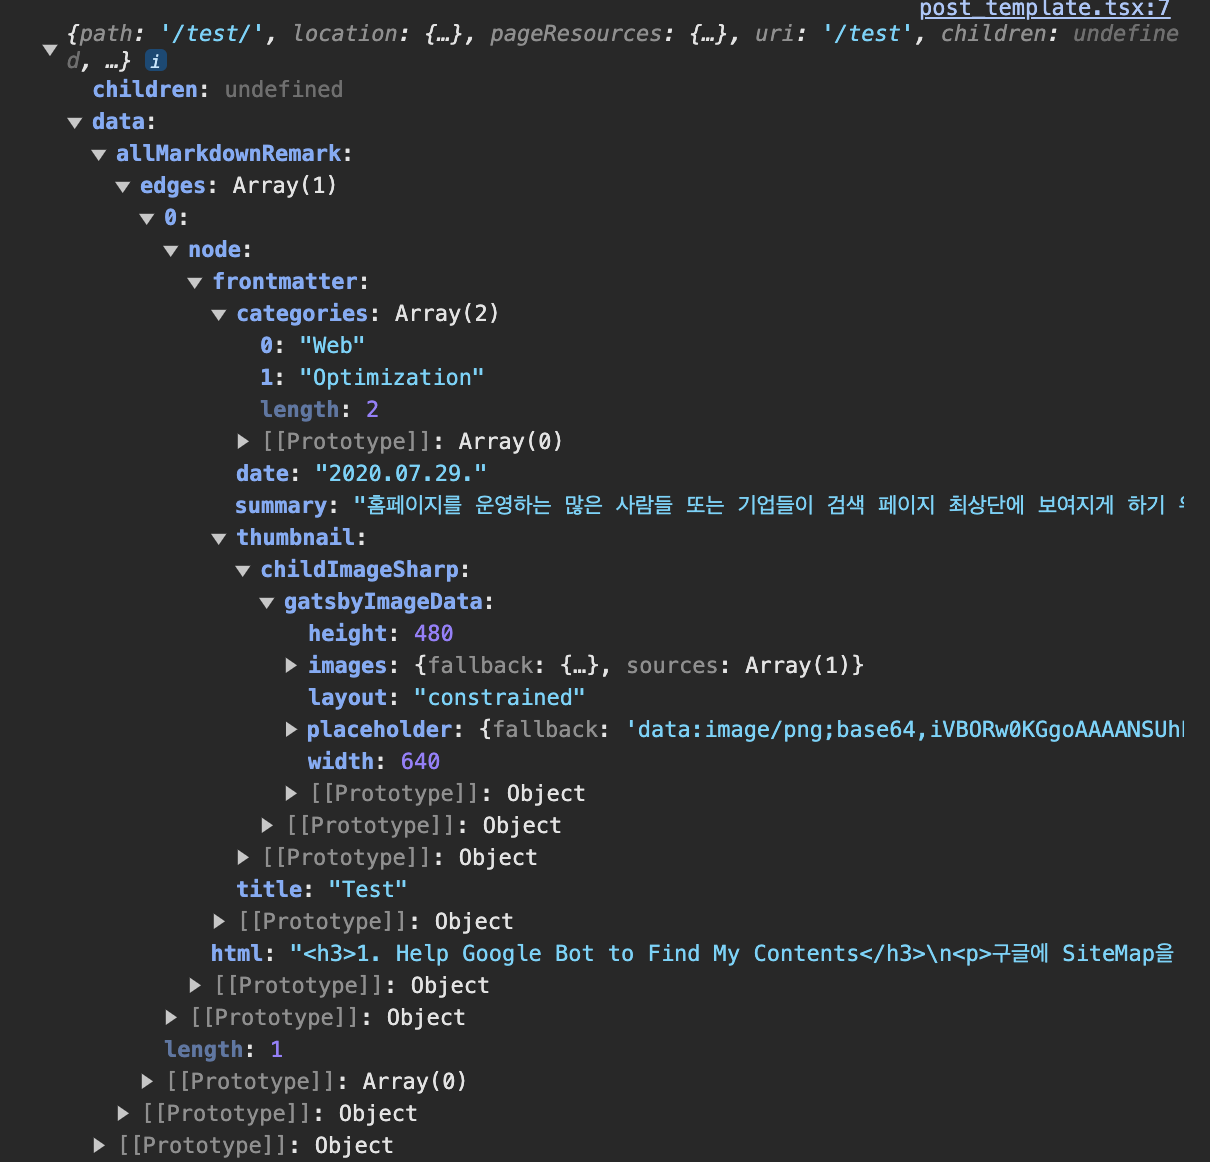 post_template.tsx:7
▼ {path: '/test/', location: {…}, pageResources: {…}, uri: '/test', children: undefine
d, …} i
children: undefined
▼ data:
▼ allMarkdownRemark:
▼ edges: Array(1)
▼ 0:
▼ node:
▼ frontmatter:
▼ categories: Array(2)
0: "Web"
1: "Optimization"
length: 2
▶ [[Prototype]]: Array(0)
date: "2020.07.29."
summary: "홈페이지를 운영하는 많은 사람들 또는 기업들이 검색 페이지 최상단에 보여지게 하기
▼ thumbnail:
▼ childImageSharp:
▼ gatsbyImageData:
height: 480
▶ images: {fallback: {…}, sources: Array(1)}
layout: "constrained"
▶ placeholder: {fallback: 'data:image/png;base64,iVBORw0KGgoAAAANSUh
width: 640
▶ [[Prototype]]: Object
▶ [[Prototype]]: Object
▶ [[Prototype]]: Object
title: "Test"
▶ [[Prototype]]: Object
html: "<h3>1. Help Google Bot to Find My Contents</h3>\n<p>구글에 SiteMap을
▶ [[Prototype]]: Object
▶ [[Prototype]]: Object
length: 1
▶ [[Prototype]]: Array(0)
▶ [[Prototype]]: Object
▶ [[Prototype]]: Object